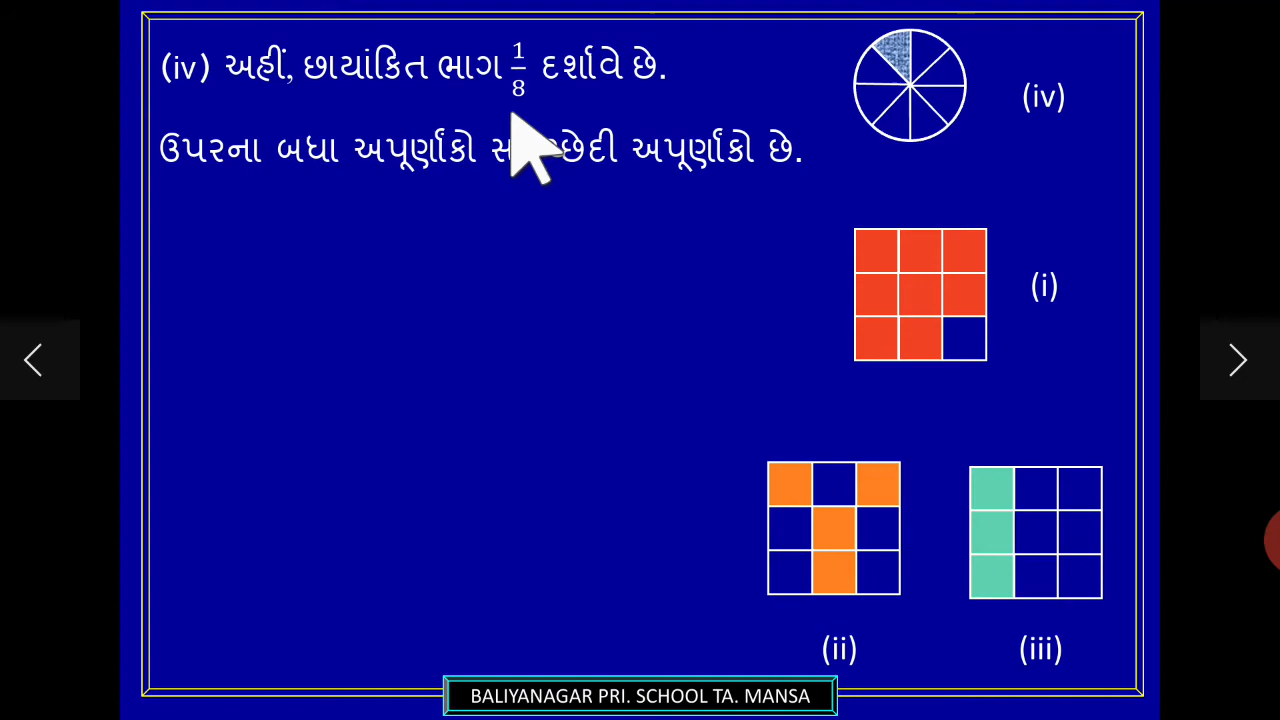 (iv) અહીં, છાયાંકિત ભાગ 1/8 દર્શાવે છે.
(iv)
ઉપરના બધા અપૂર્ણાંકો અપૂર્ણાંકો છે.
(i)
(ii)
(iii)
BALIYANAGAR PRI. SCHOOL TA. MANSA